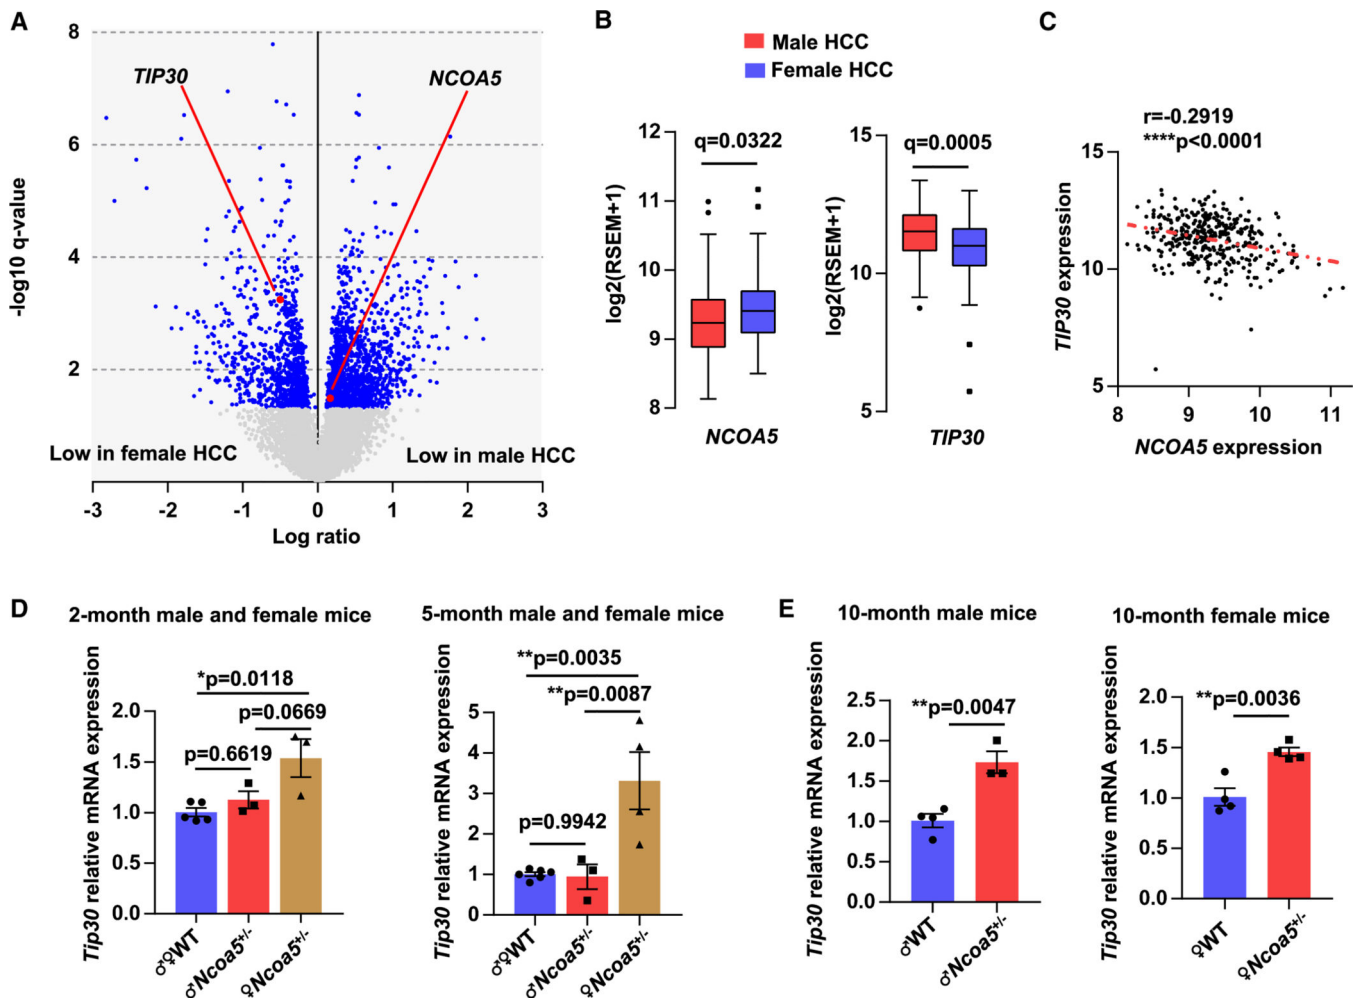 A
8
6
4
2
-log10 q-value
TIP30
NCOA5
Low in female HCC
Low in male HCC
-3 -2 -1 0 1 2 3
Log ratio
B
Male HCC
Female HCC
12
11
10
9
8
log2(RSEM+1)
q=0.0322
NCOA5
15
10
5
log2(RSEM+1)
q=0.0005
TIP30
C
r=-0.2919
****p<0.0001
15
10
5
TIP30 expression
8 9 10 11
NCOA5 expression
D
2-month male and female mice
*p=0.0118
p=0.0669
p=0.6619
2.0
1.5
1.0
0.5
0.0
Tip30 relative mRNA expression
♂♀WT
♂Ncoa5+/-
♀Ncoa5+/-
5-month male and female mice
**p=0.0035
**p=0.0087
p=0.9942
5
4
3
2
1
0
Tip30 relative mRNA expression
♂♀WT
♂Ncoa5+/-
♀Ncoa5+/-
E
10-month male mice
**p=0.0047
2.5
2.0
1.5
1.0
0.5
0.0
Tip30 relative mRNA expression
♂WT
♂Ncoa5+/-
10-month female mice
**p=0.0036
2.0
1.5
1.0
0.5
0.0
Tip30 relative mRNA expression
♀WT
♀Ncoa5+/-